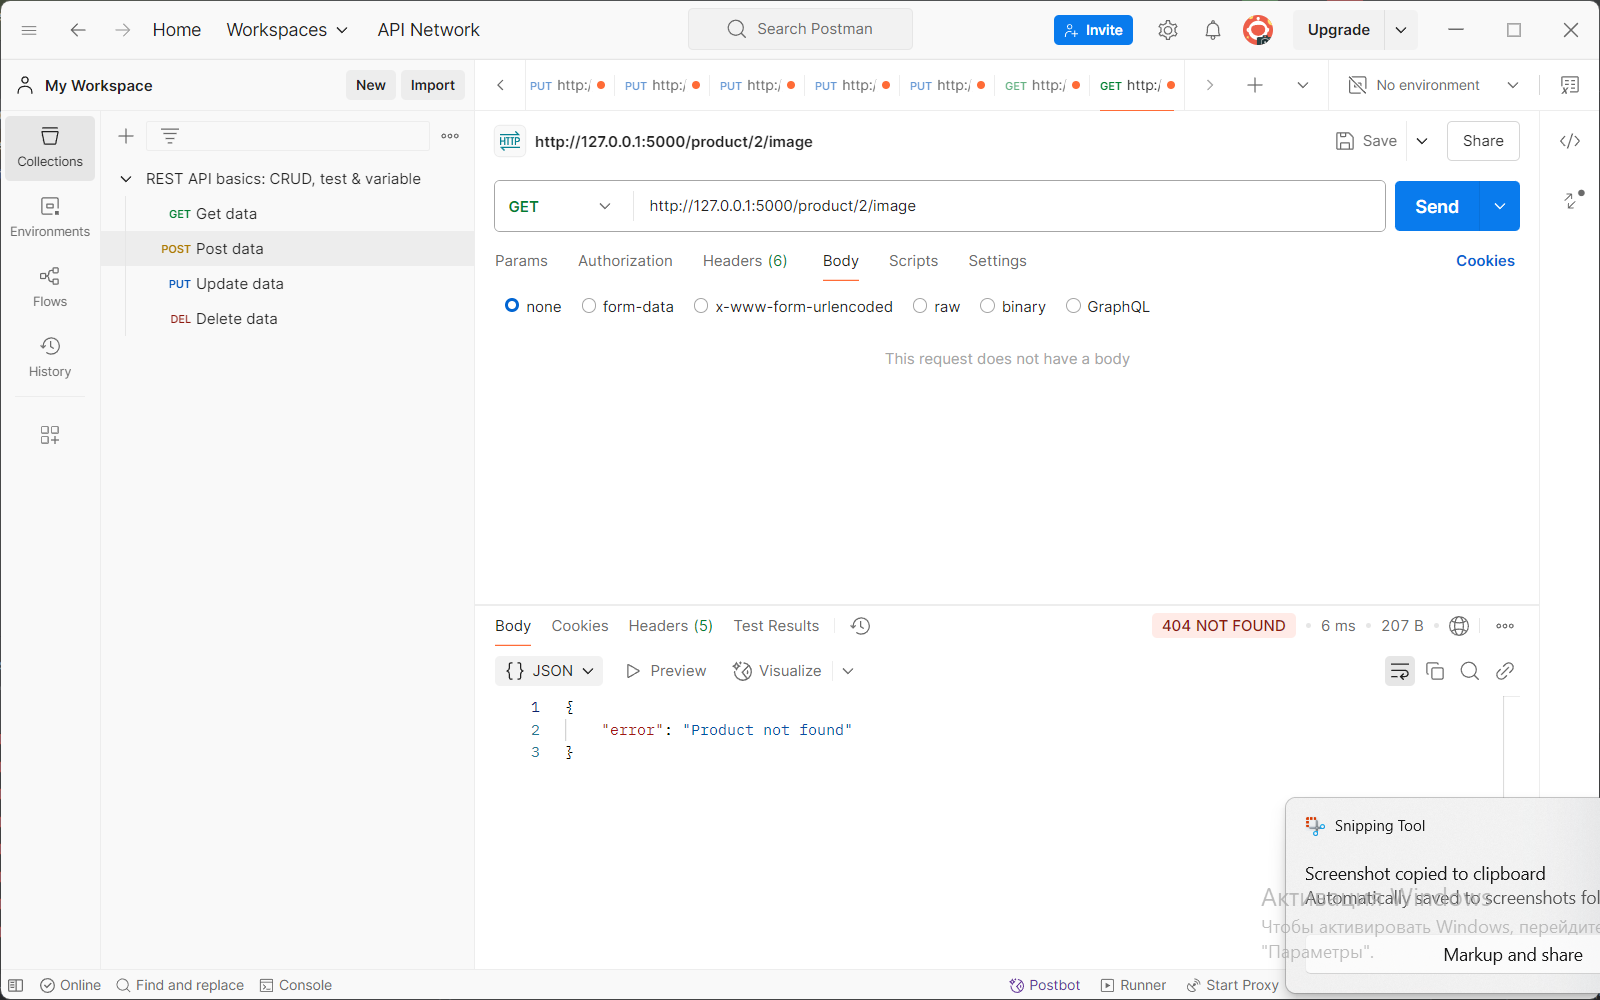 Home
Workspaces
API Network
Search Postman
Invite
Upgrade
My Workspace
New
Import
PUT http:/
PUT http:/
PUT http:/
PUT http:/
PUT http:/
GET http:/
GET http:/
No environment
Collections
Environments
Flows
History
REST API basics: CRUD, test & variable
GET Get data
POST Post data
PUT Update data
DEL Delete data
HTTP http://127.0.0.1:5000/product/2/image
Save
Share
GET
http://127.0.0.1:5000/product/2/image
Send
Params
Authorization
Headers (6)
Body
Scripts
Settings
Cookies
none
form-data
x-www-form-urlencoded
raw
binary
GraphQL
This request does not have a body
Body
Cookies
Headers (5)
Test Results
404 NOT FOUND
6 ms
207 B
{} JSON
Preview
Visualize
1 {
2 "error": "Product not found"
3 }
Snipping Tool
Screenshot copied to clipboard
Automatically saved to screenshots fol
Markup and share
Активация Windows
Чтобы активировать Windows, перейдите
"Параметры".
Online
Find and replace
Console
Postbot
Runner
Start Proxy